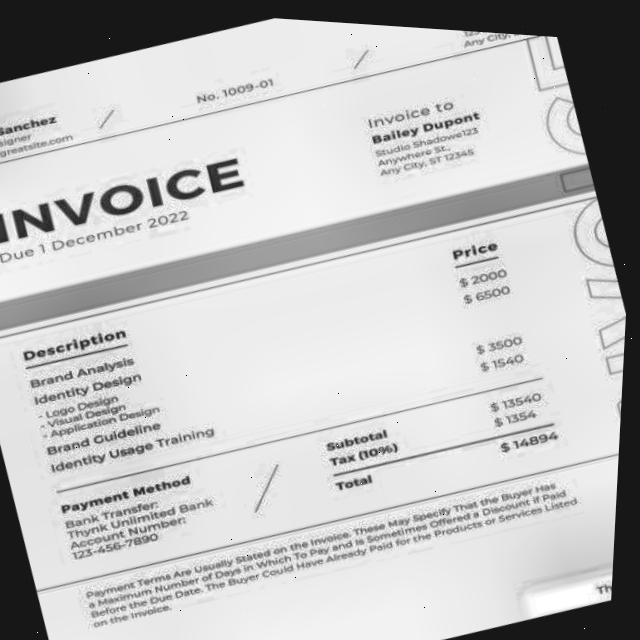 Sanchez
greatsite.com
No. 1009-01
Any City,
Invoice to
Bailey Dupont
Studio Shadowe123
Anywhere St.,
Any City, ST 12345
INVOICE
Due 1 December 2022
Description
Price
Brand Analysis
$ 2000
Identity Design
$ 6500
- Logo Design
- Visual Design
- Application Design
Brand Guideline
$ 3500
Identity Usage Training
$ 1540
Subtotal
$ 13540
Tax (10%)
$ 1354
Total
$ 14894
Payment Method
Bank Transfer:
Thynk Unlimited Bank
Account Number:
123-456-7890
Payment Terms Are Usually Stated on the Invoice. These May Specify That the Buyer Has
a Maximum Number of Days in Which To Pay and Is Sometimes Offered a Discount if Paid
Before the Due Date. The Buyer Could Have Already Paid for the Products or Services Listed
on the Invoice.